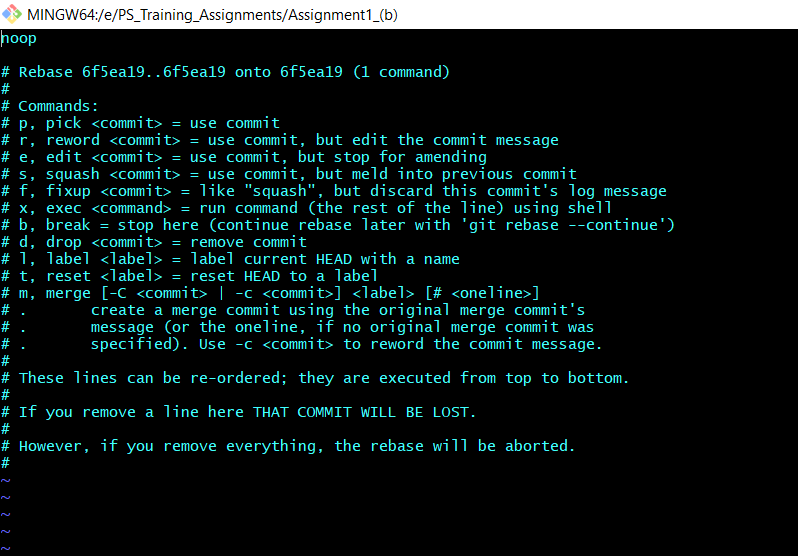 MINGW64:/e/PS_Training_Assignments/Assignment1_(b)
noop
# Rebase 6f5ea19..6f5ea19 onto 6f5ea19 (1 command)
#
# Commands:
# p, pick <commit> = use commit
# r, reword <commit> = use commit, but edit the commit message
# e, edit <commit> = use commit, but stop for amending
# s, squash <commit> = use commit, but meld into previous commit
# f, fixup <commit> = like "squash", but discard this commit's log message
# x, exec <command> = run command (the rest of the line) using shell
# b, break = stop here (continue rebase later with 'git rebase --continue')
# d, drop <commit> = remove commit
# l, label <label> = label current HEAD with a name
# t, reset <label> = reset HEAD to a label
# m, merge [-C <commit> | -c <commit>] <label> [# <oneline>]
# .       create a merge commit using the original merge commit's
# .       message (or the oneline, if no original merge commit was
# .       specified). Use -c <commit> to reword the commit message.
#
# These lines can be re-ordered; they are executed from top to bottom.
#
# If you remove a line here THAT COMMIT WILL BE LOST.
#
# However, if you remove everything, the rebase will be aborted.
#
~
~
~
~
~